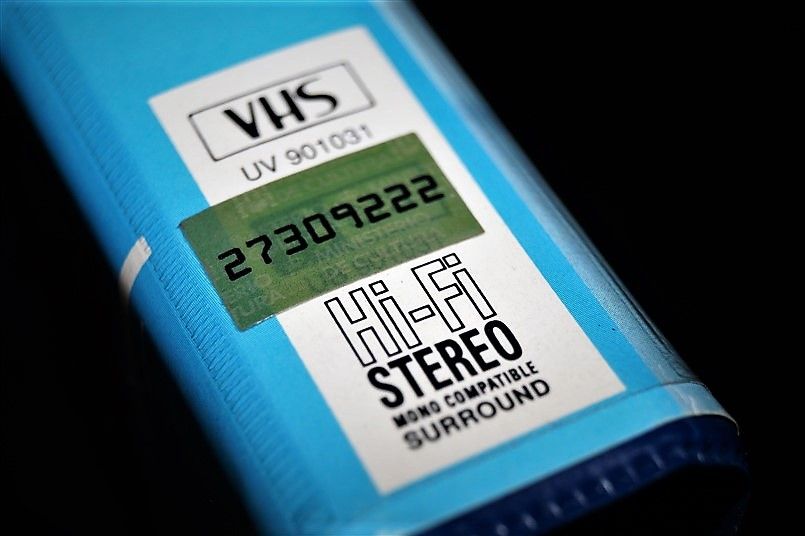 VHS
UV 901031
27309222
Hi-Fi
STEREO
MONO COMPATIBLE
SURROUND